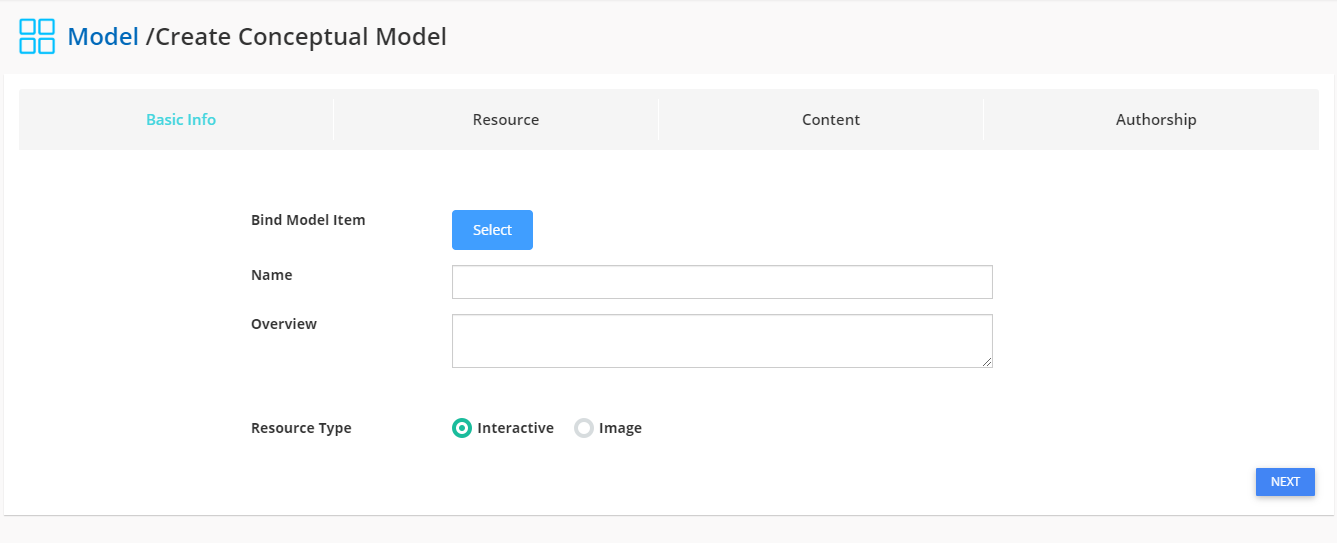 Model /Create Conceptual Model
Basic Info Resource Content Authorship
Bind Model Item Select
Name
Overview
Resource Type Interactive Image
NEXT